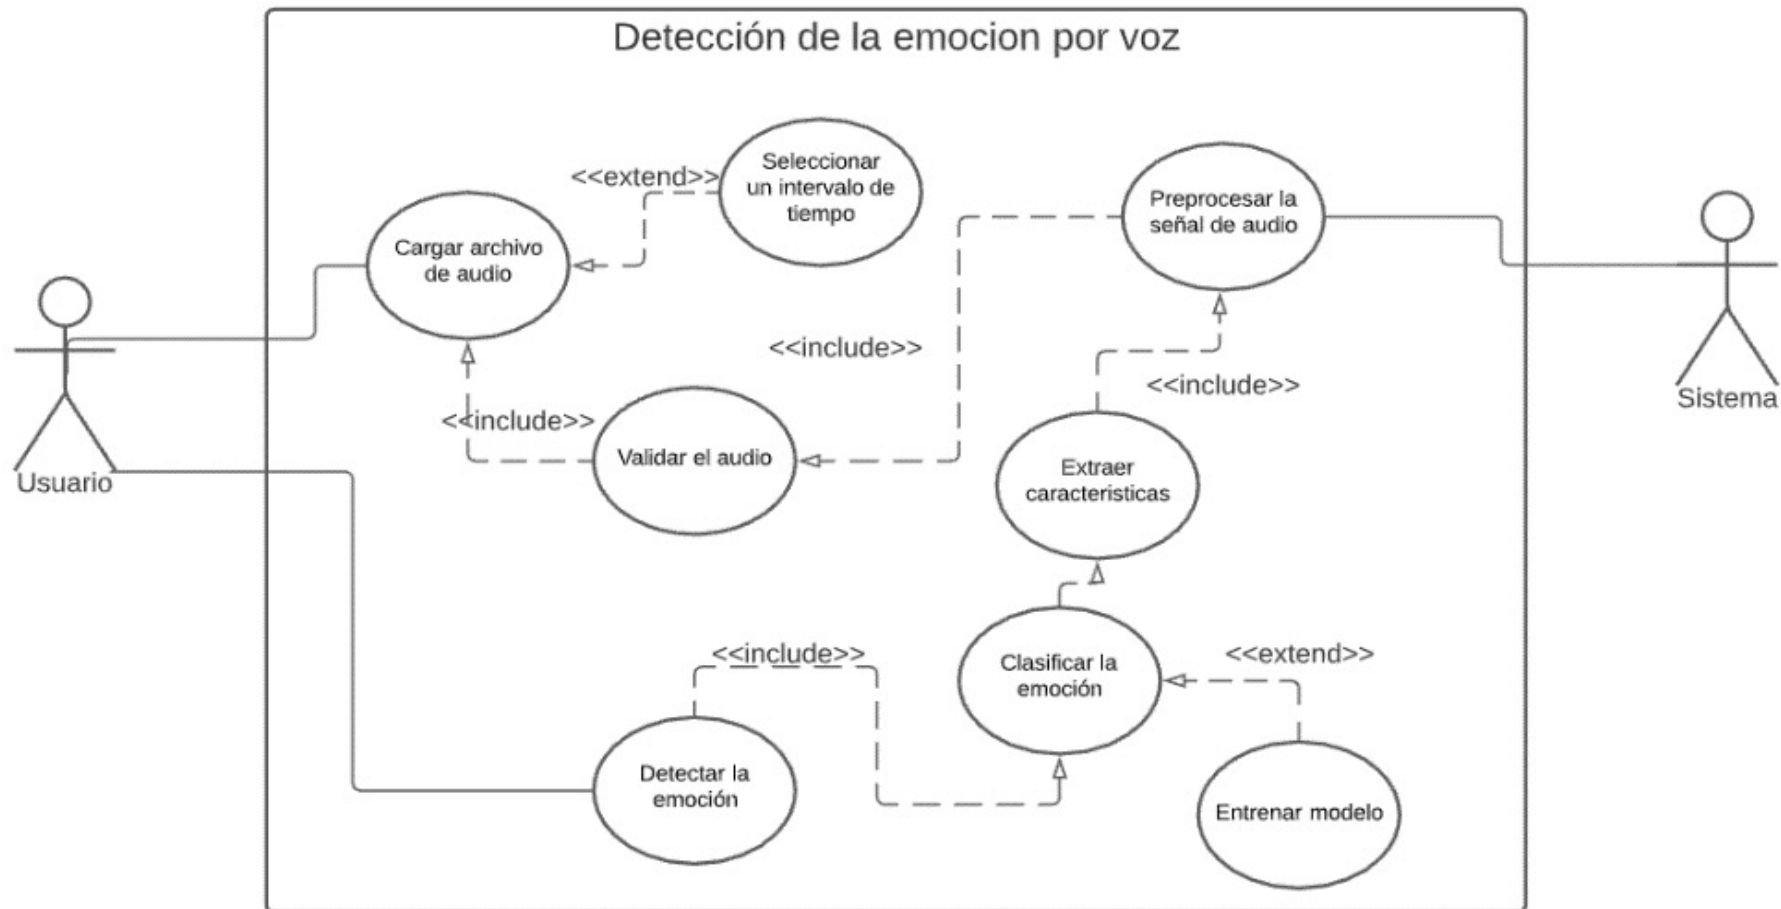 Detección de la emocion por voz
Seleccionar
un intervalo de
tiempo
<<extend>>
Preprocesar la
señal de audio
Cargar archivo
de audio
<<include>>
<<include>>
Sistema
<<include>>
Validar el audio
Extraer
caracteristicas
Usuario
<<include>>
Clasificar la
emoción
<<extend>>
Detectar la
emoción
Entrenar modelo